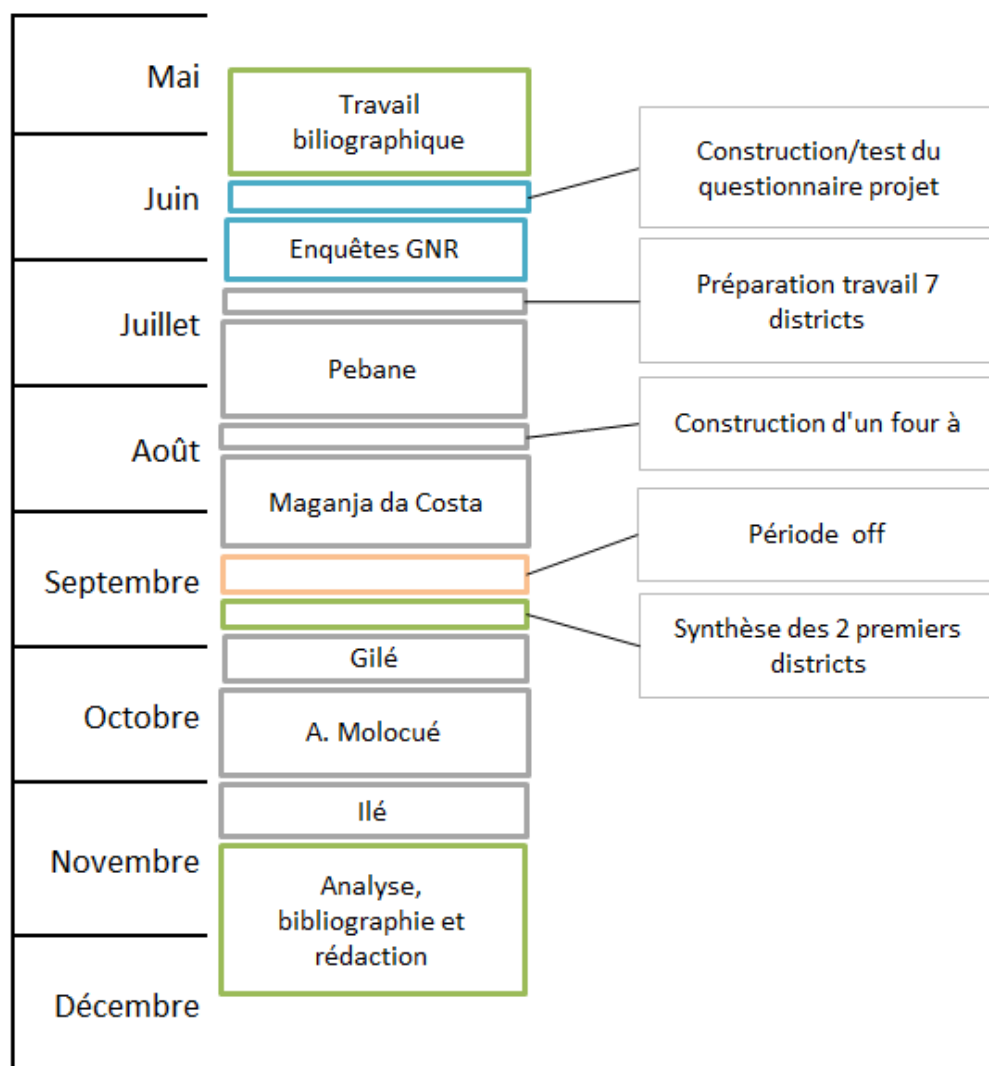 Mai
Travail
biliographique
Construction/test du
questionnaire projet
Juin
Enquêtes GNR
Préparation travail 7
districts
Juillet
Pebane
Construction d'un four à
Août
Maganja da Costa
Période off
Septembre
Synthèse des 2 premiers
districts
Gilé
Octobre
A. Molocué
Ilé
Novembre
Analyse,
bibliographie et
rédaction
Décembre